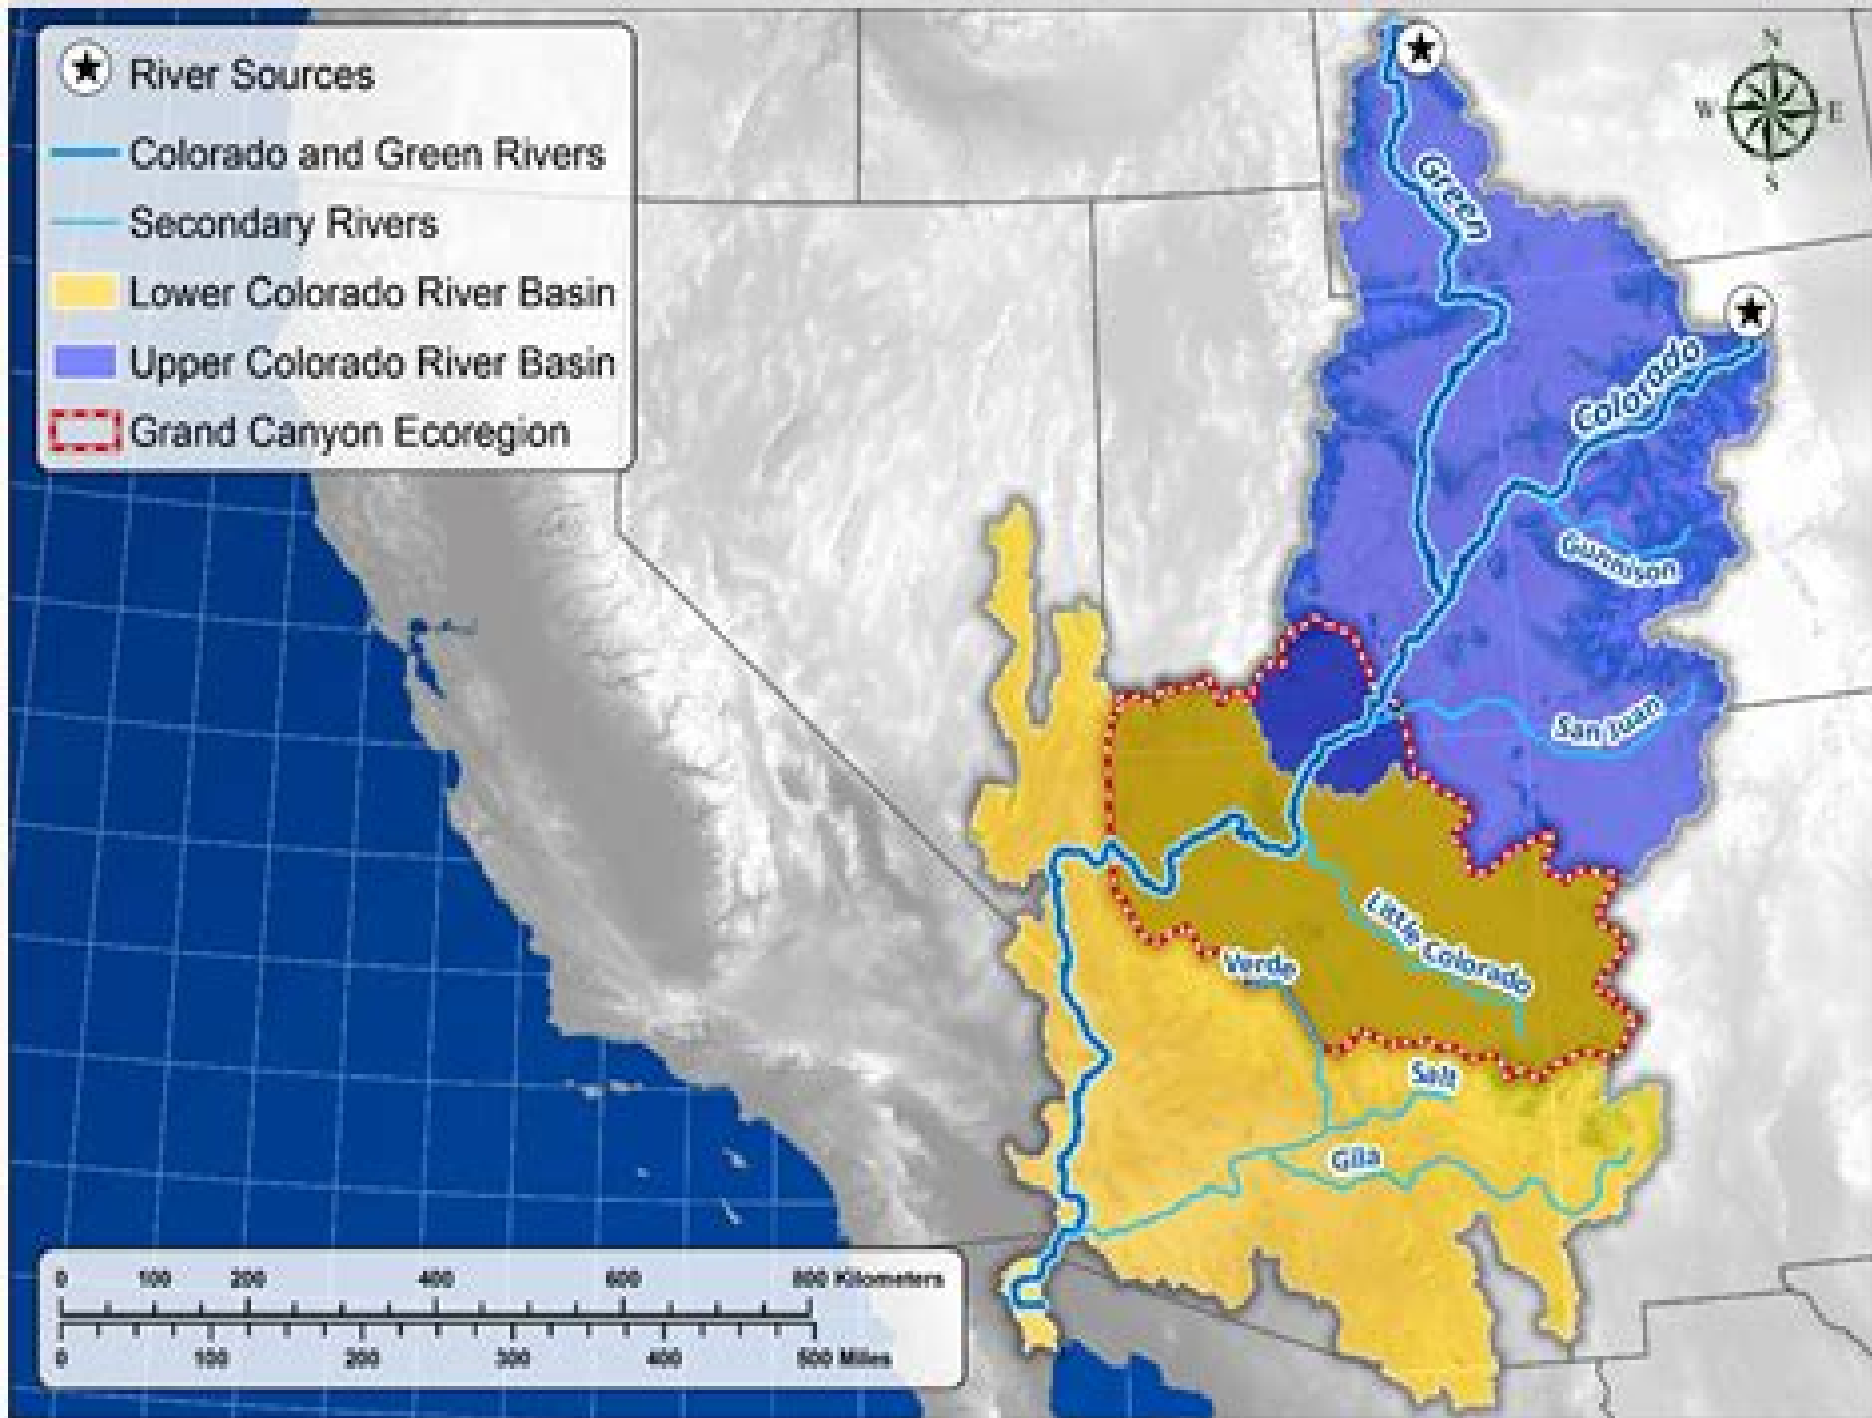 River Sources
Colorado and Green Rivers
Secondary Rivers
Lower Colorado River Basin
Upper Colorado River Basin
Grand Canyon Ecoregion
N
W E
S
Green
Colorado
Gunnison
San Juan
Little Colorado
Verde
Salt
Gila
0 100 200 400 600 800 Kilometers
0 100 200 300 400 500 Miles